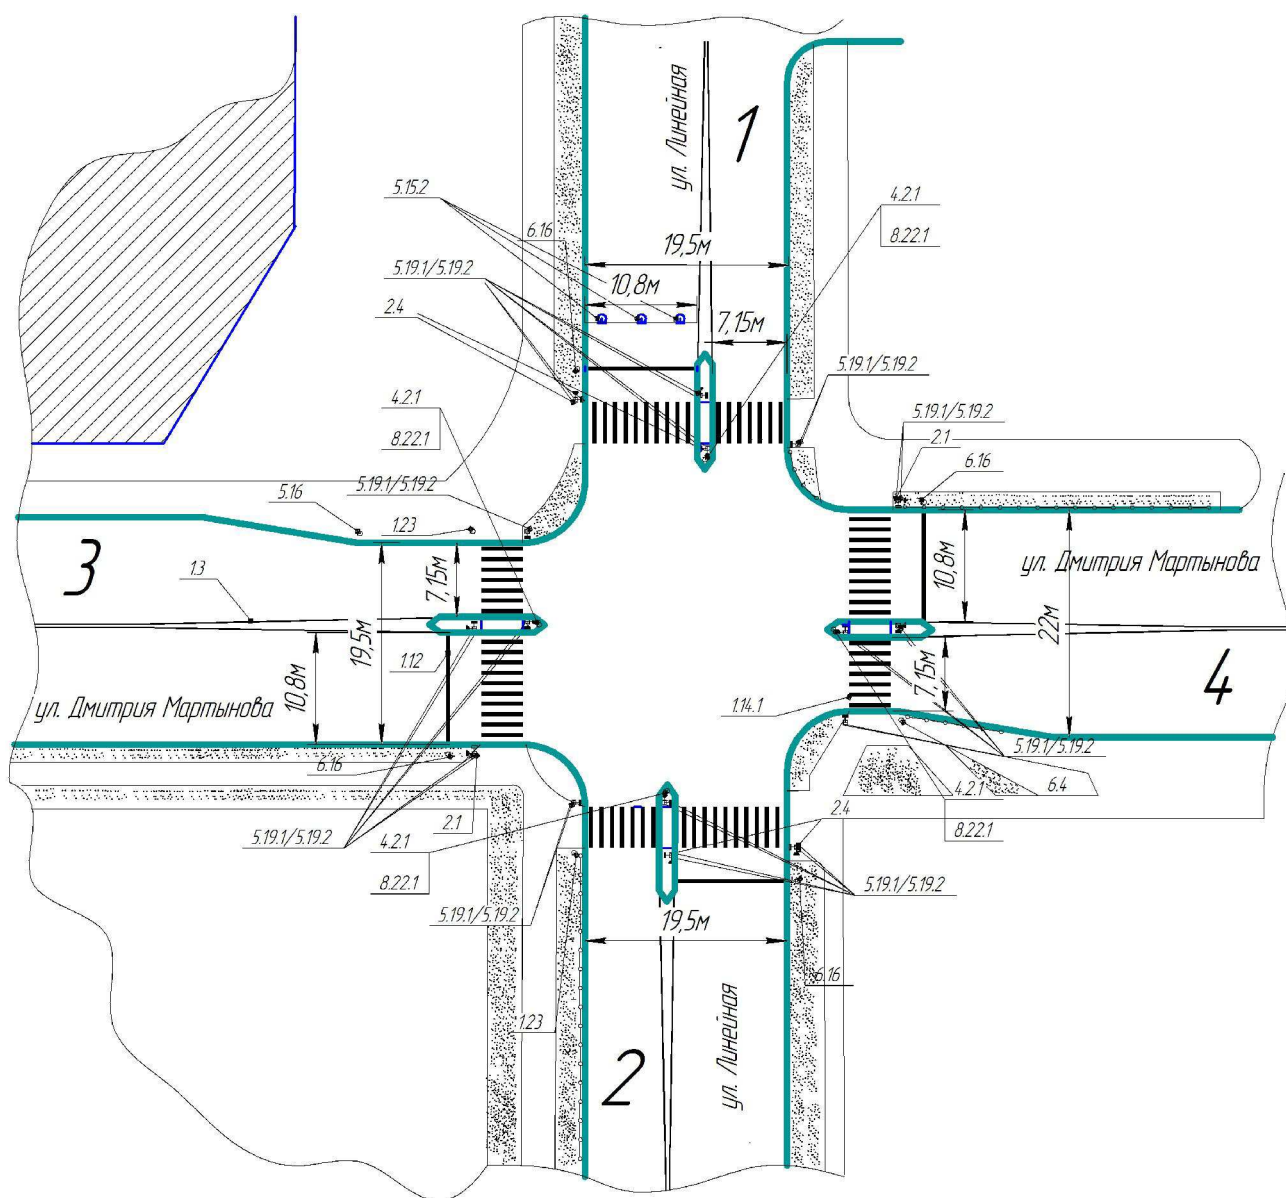 ул. Линейная
1
5.15.2
4.2.1
6.16
8.22.1
19,5м
5.19.1/5.19.2
10,8м
2.4
7,15м
5.19.1/5.19.2
4.2.1
5.19.1/5.19.2
8.22.1
2.1
6.16
5.19.1/5.19.2
5.16
1.23
3
1.3
7,15м
10,8м
ул. Дмитрия Мартынова
19,5м
22м
1.12
10,8м
7,15м
4
ул. Дмитрия Мартынова
1.14.1
6.16
5.19.1/5.19.2
4.2.1
6.4
2.1
2.4
5.19.1/5.19.2
4.2.1
8.22.1
8.22.1
5.19.1/5.19.2
5.19.1/5.19.2
19,5м
6.16
1.23
ул. Линейная
2